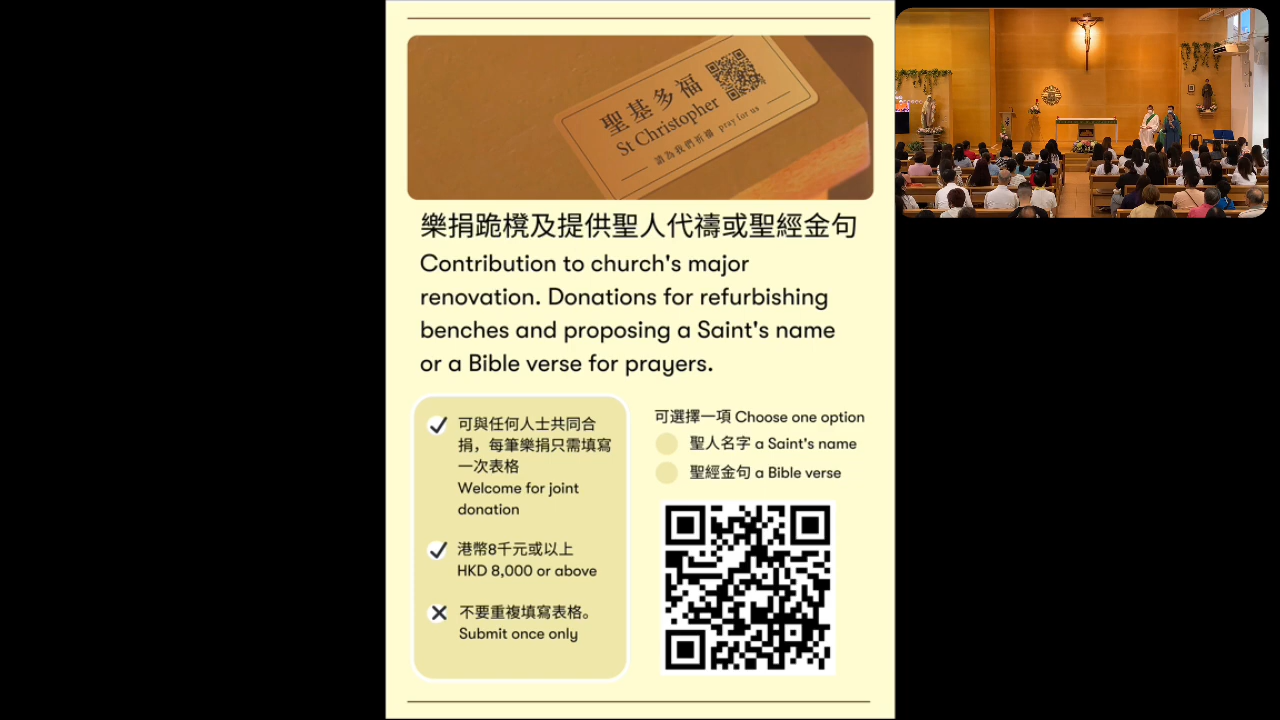 聖基多福
St Christopher
請為我們祈禱 pray for us
樂捐跪櫈及提供聖人代禱或聖經金句
Contribution to church's major
renovation. Donations for refurbishing
benches and proposing a Saint's name
or a Bible verse for prayers.
可與任何人士共同合
捐，每筆樂捐只需填寫
一次表格
Welcome for joint
donation
港幣8千元或以上
HKD 8,000 or above
不要重複填寫表格。
Submit once only
可選擇一項 Choose one option
聖人名字 a Saint's name
聖經金句 a Bible verse